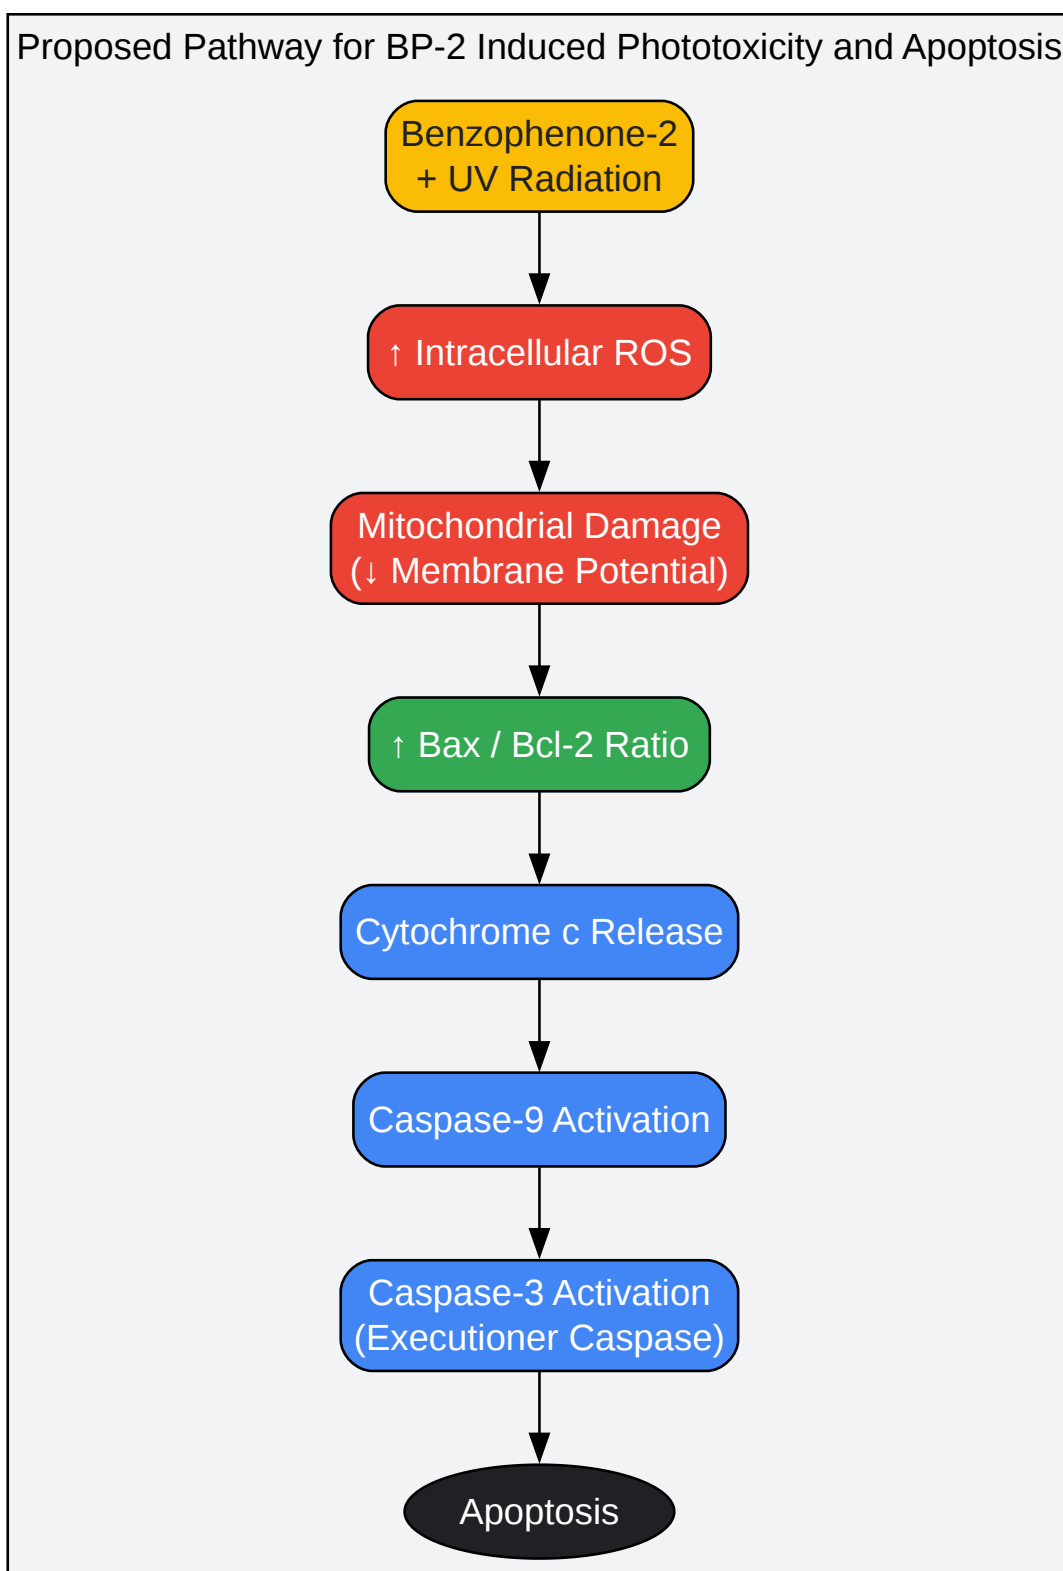 Proposed Pathway for BP-2 Induced Phototoxicity and Apoptosis
Benzophenone-2
+ UV Radiation
↑ Intracellular ROS
Mitochondrial Damage
(↓ Membrane Potential)
↑ Bax / Bcl-2 Ratio
Cytochrome c Release
Caspase-9 Activation
Caspase-3 Activation
(Executioner Caspase)
Apoptosis